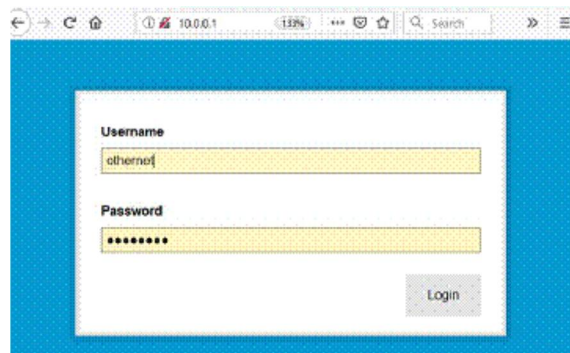 10.0.0.1 133% Search
Username
othernet
Password
••••••••
Login